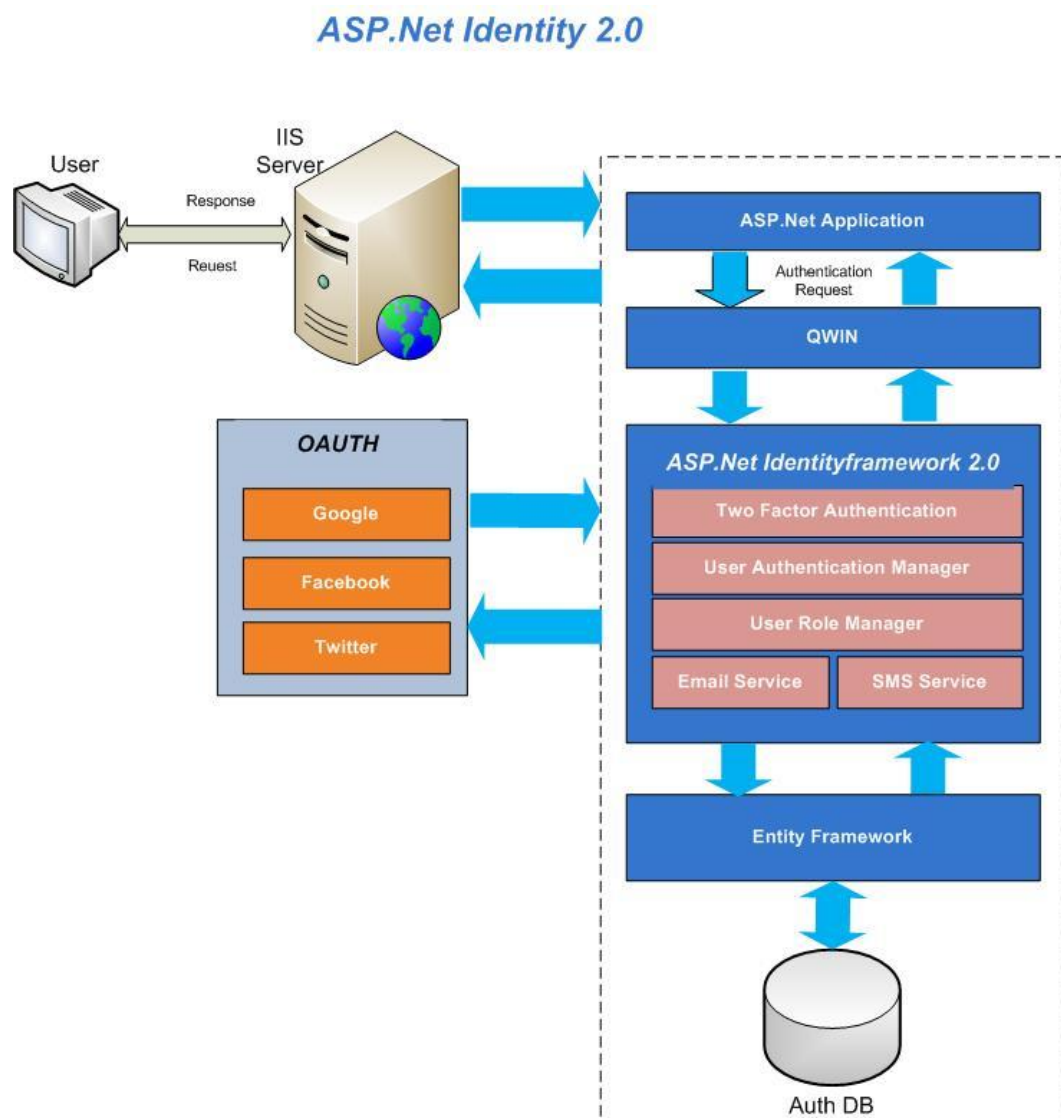 ASP.Net Identity 2.0
User
IIS
Server
Response
Reuest
ASP.Net Application
Authentication
Request
QWIN
OAUTH
Google
Facebook
Twitter
ASP.Net Identityframework 2.0
Two Factor Authentication
User Authentication Manager
User Role Manager
Email Service
SMS Service
Entity Framework
Auth DB